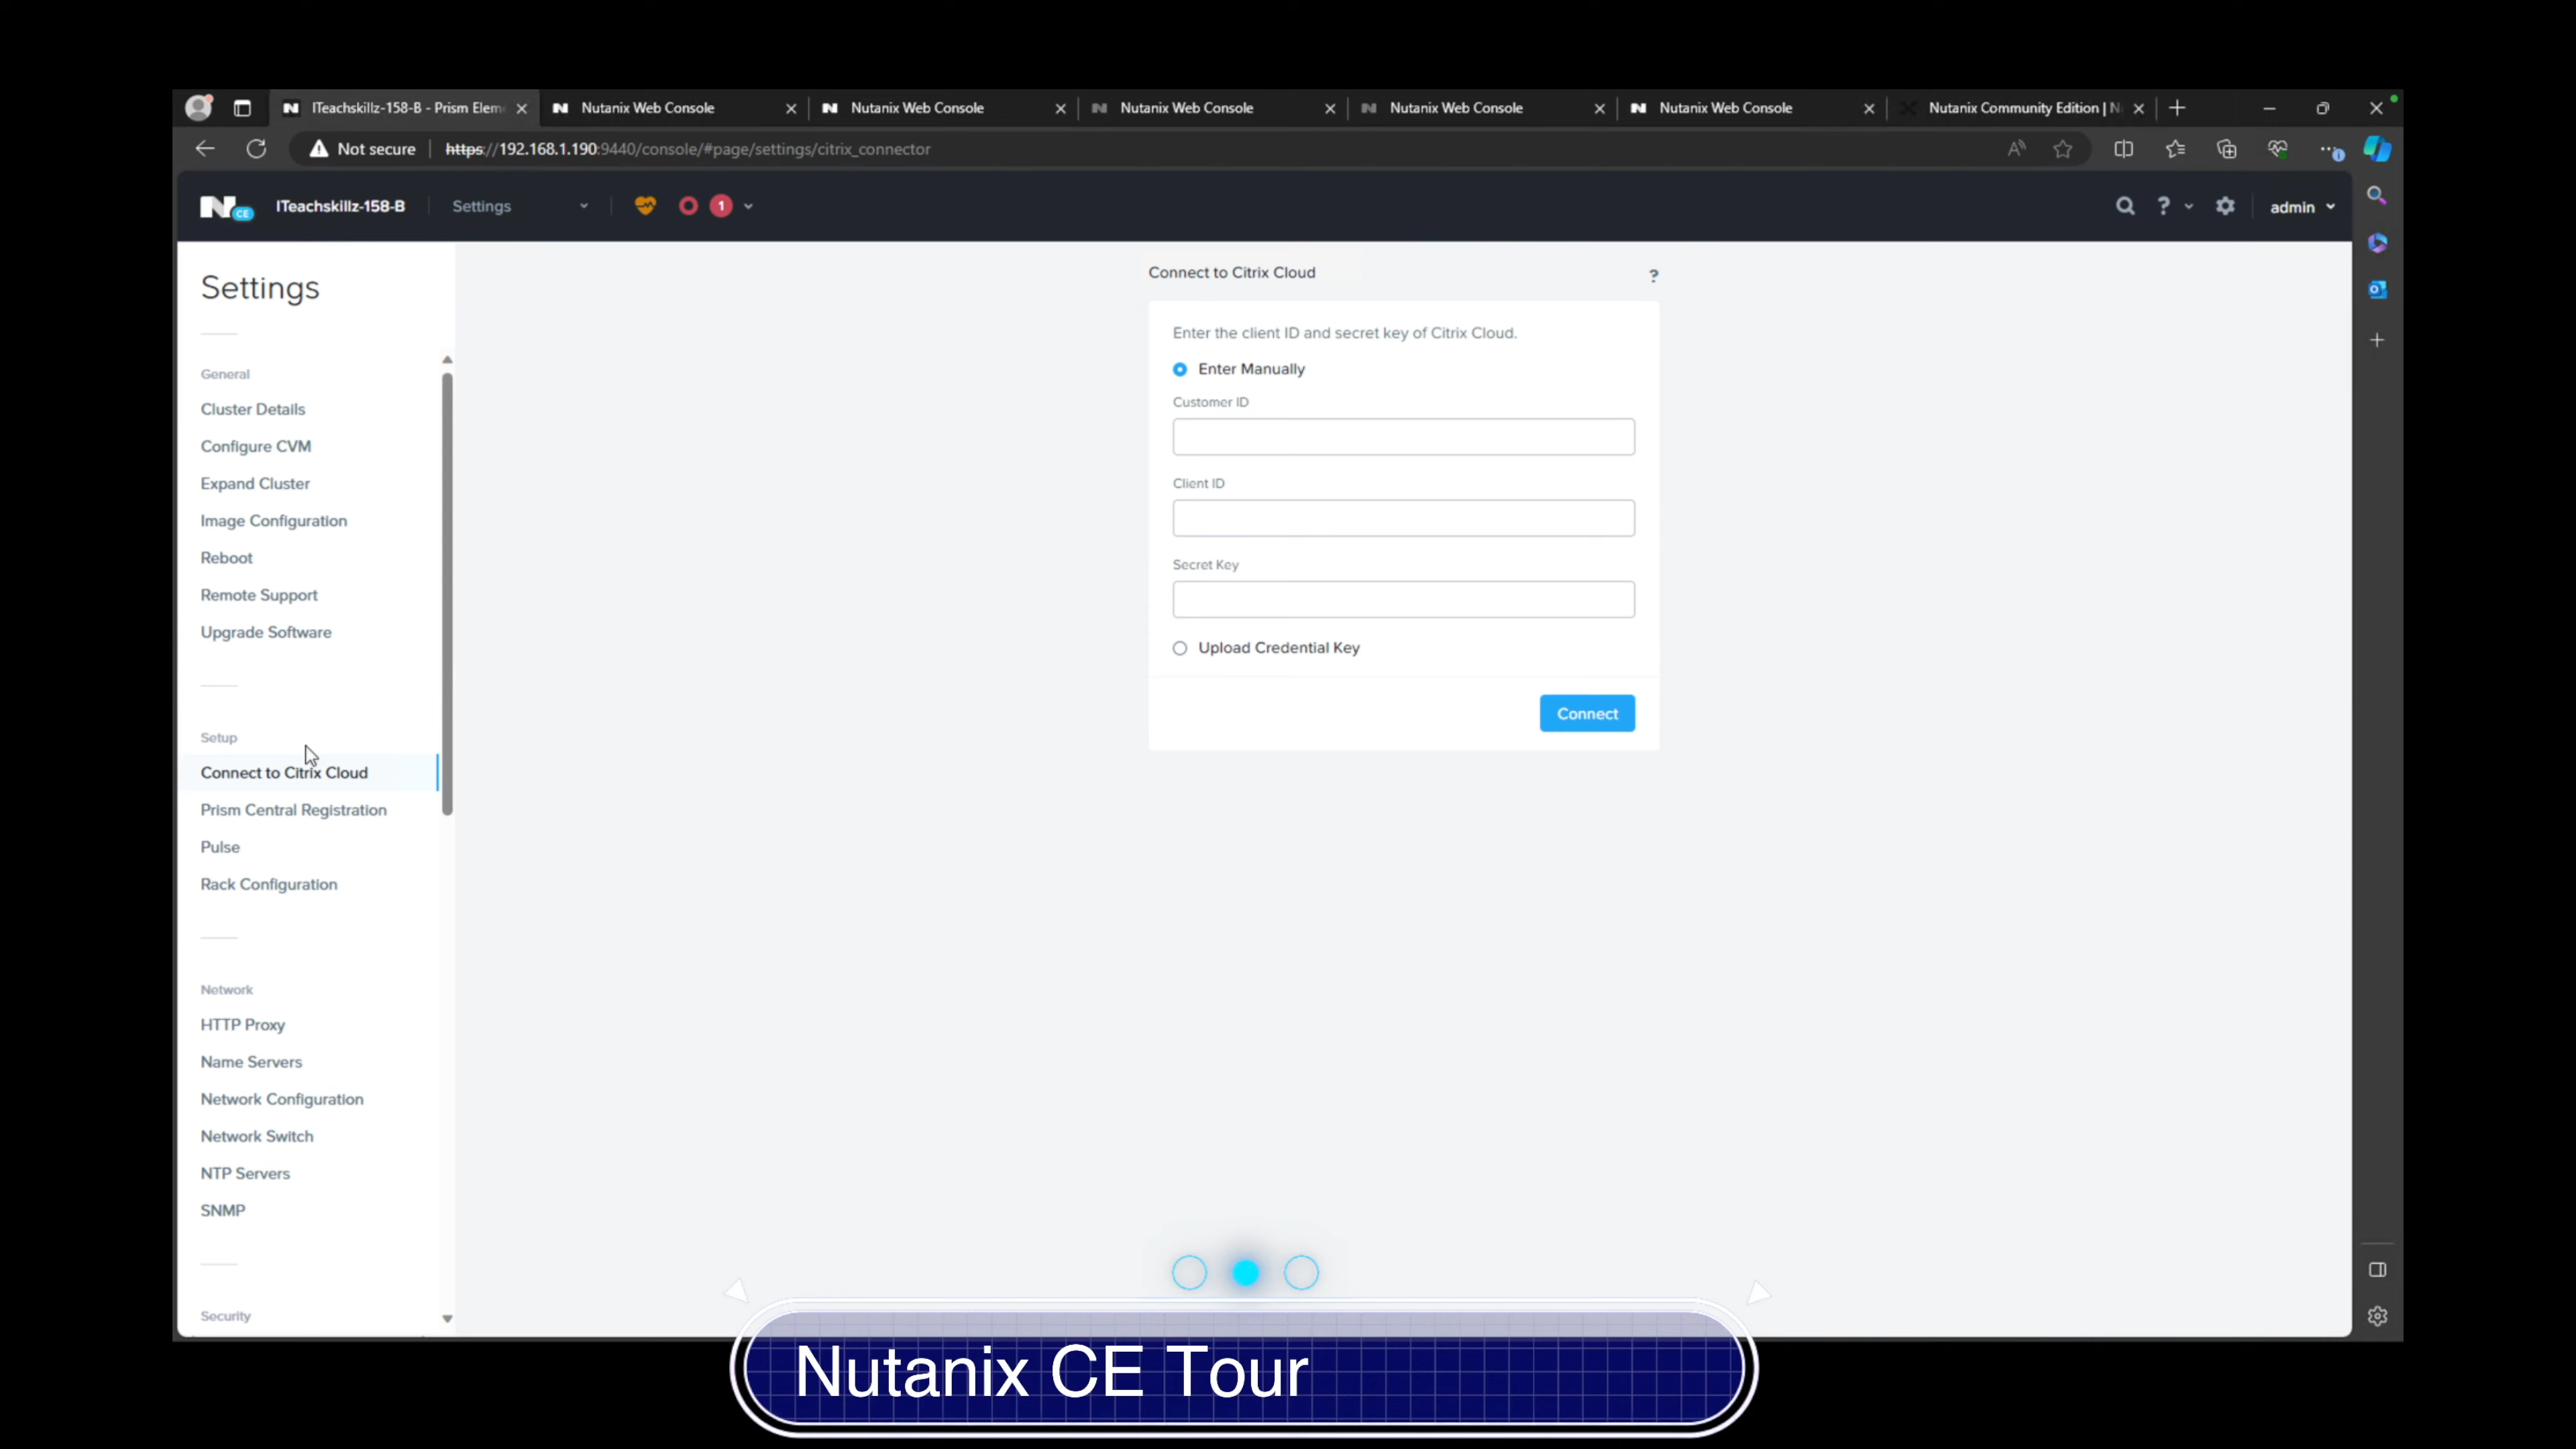 ITeachskillz-158-B - Prism Elem
Nutanix Web Console
Nutanix Web Console
Nutanix Web Console
Nutanix Web Console
Nutanix Web Console
Nutanix Community Edition | N
Not secure
https://192.168.1.190:9440/console/#page/settings/citrix_connector
N CE
ITeachskillz-158-B
Settings
1
?
admin
Settings
General
Cluster Details
Configure CVM
Expand Cluster
Image Configuration
Reboot
Remote Support
Upgrade Software
Setup
Connect to Citrix Cloud
Prism Central Registration
Pulse
Rack Configuration
Network
HTTP Proxy
Name Servers
Network Configuration
Network Switch
NTP Servers
SNMP
Security
Connect to Citrix Cloud
?
Enter the client ID and secret key of Citrix Cloud.
Enter Manually
Customer ID
Client ID
Secret Key
Upload Credential Key
Connect
Nutanix CE Tour